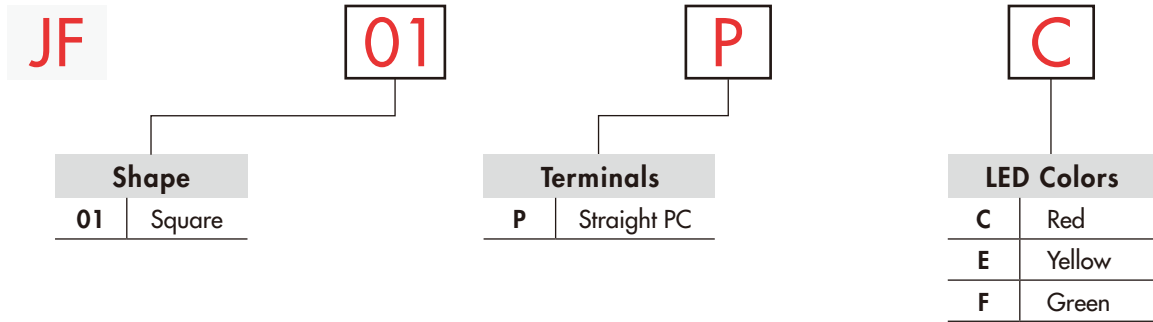 JF 01 P C
Shape Terminals LED Colors
01 Square P Straight PC C Red
E Yellow
F Green